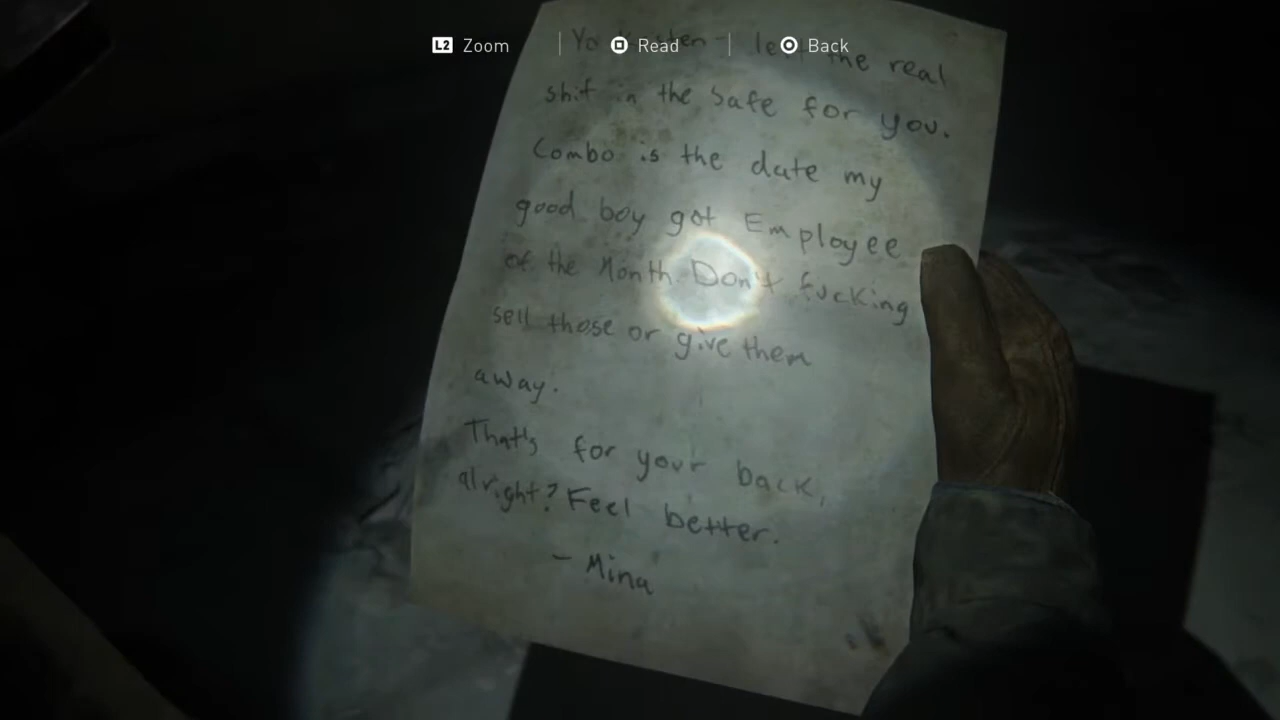 L2 Zoom Read Back
the real
shit in the safe for you.
Combo is the date my
good boy got Employee
of the Month. Don't fucking
sell those or give them
away.
That's for your back,
alright? Feel better.
- Mina